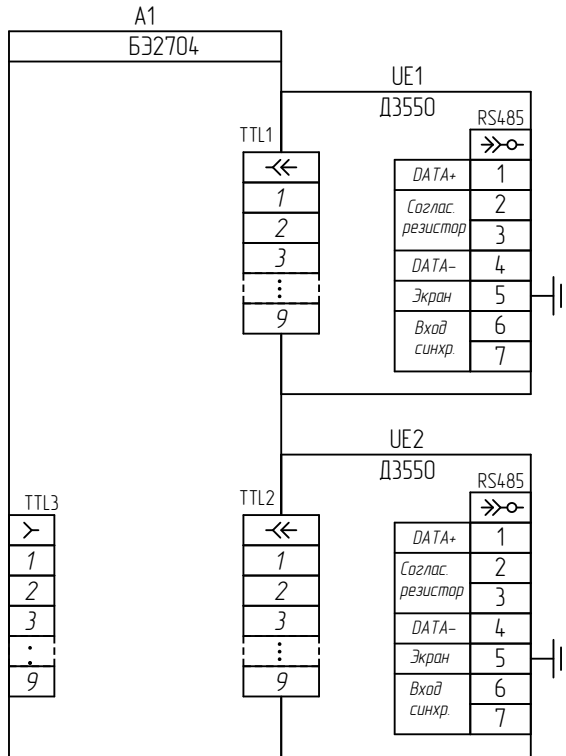 A1
БЭ2704
UE1
Д3550
RS485
TTL1
1
2
3
9
DATA+ 1
Соглас. 2
резистор 3
DATA− 4
Экран 5
Вход 6
синхр. 7
UE2
Д3550
RS485
TTL3
1
2
3
9
TTL2
1
2
3
9
DATA+ 1
Соглас. 2
резистор 3
DATA− 4
Экран 5
Вход 6
синхр. 7